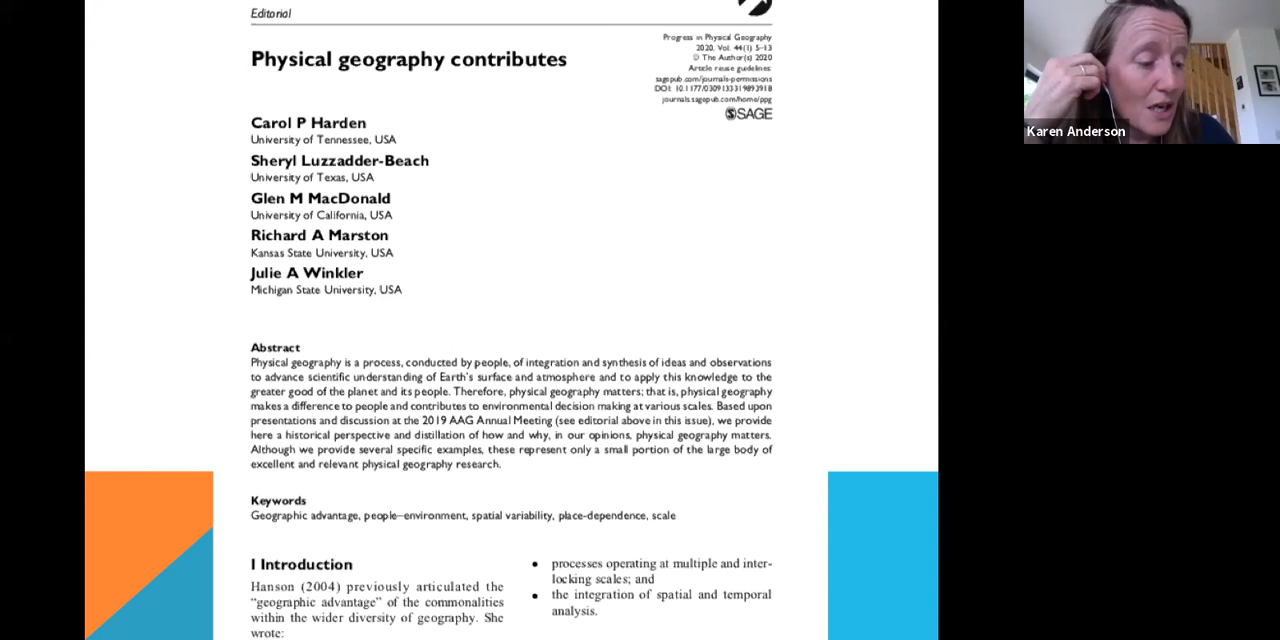 Editorial
Progress in Physical Geography
2020, Vol. 44(1) 5–13
© The Author(s) 2020
Article reuse guidelines:
sagepub.com/journals-permissions
DOI: 10.1177/0309133319893918
journals.sagepub.com/home/ppg
SAGE
Physical geography contributes
Carol P Harden
University of Tennessee, USA
Sheryl Luzzadder-Beach
University of Texas, USA
Glen M MacDonald
University of California, USA
Richard A Marston
Kansas State University, USA
Julie A Winkler
Michigan State University, USA
Abstract
Physical geography is a process, conducted by people, of integration and synthesis of ideas and observations
to advance scientific understanding of Earth's surface and atmosphere and to apply this knowledge to the
greater good of the planet and its people. Therefore, physical geography matters; that is, physical geography
makes a difference to people and contributes to environmental decision making at various scales. Based upon
presentations and discussion at the 2019 AAG Annual Meeting (see editorial above in this issue), we provide
here a historical perspective and distillation of how and why, in our opinions, physical geography matters.
Although we provide several specific examples, these represent only a small portion of the large body of
excellent and relevant physical geography research.
Keywords
Geographic advantage, people–environment, spatial variability, place-dependence, scale
I Introduction
Hanson (2004) previously articulated the
"geographic advantage" of the commonalities
within the wider diversity of geography. She
wrote:
• processes operating at multiple and inter-
locking scales; and
• the integration of spatial and temporal
analysis.
Karen Anderson